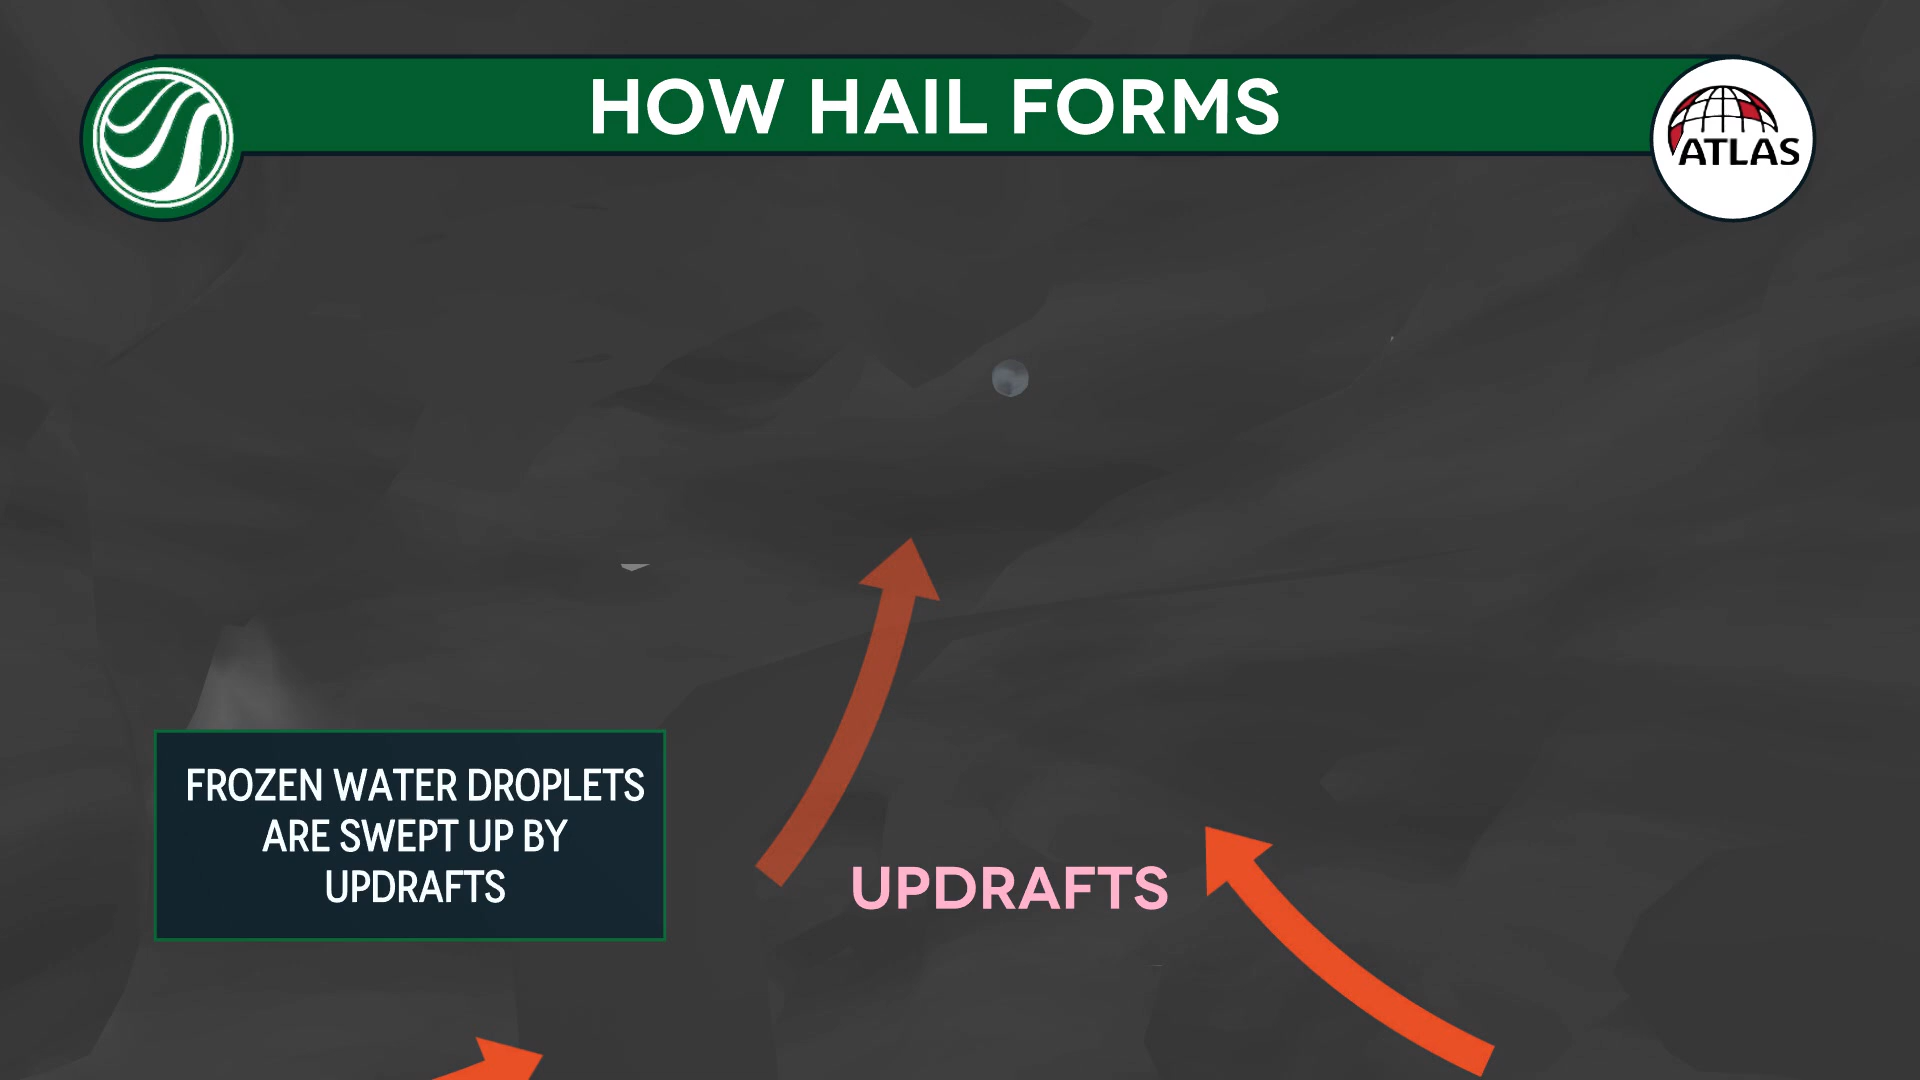 HOW HAIL FORMS
ATLAS
FROZEN WATER DROPLETS
ARE SWEPT UP BY
UPDRAFTS
UPDRAFTS